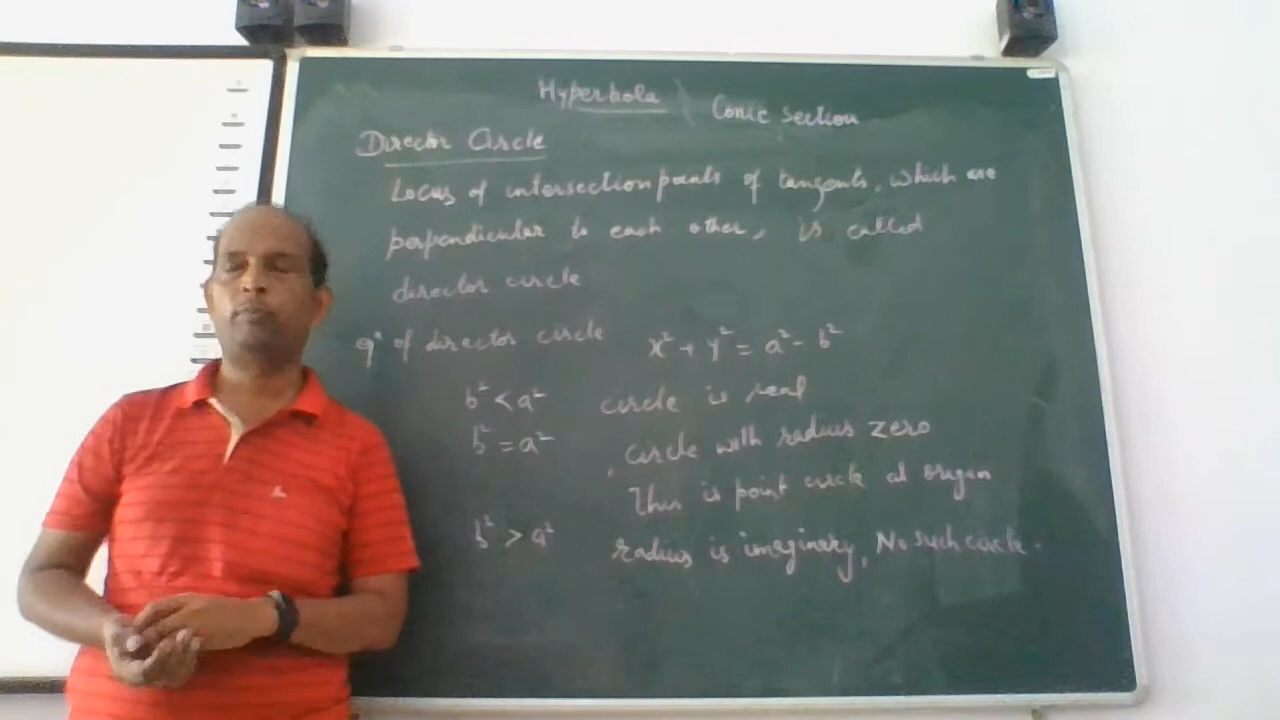 Hyperbola \ Conic section
Director Circle
Locus of intersection points of tangents, which are
perpendicular to each other, is called
director circle
qⁿ of director circle x² + y² = a² - b²
b² < a² circle is real
b² = a² , circle with radius zero
This is point circle at origin
b² > a² radius is imaginary, No such circle.